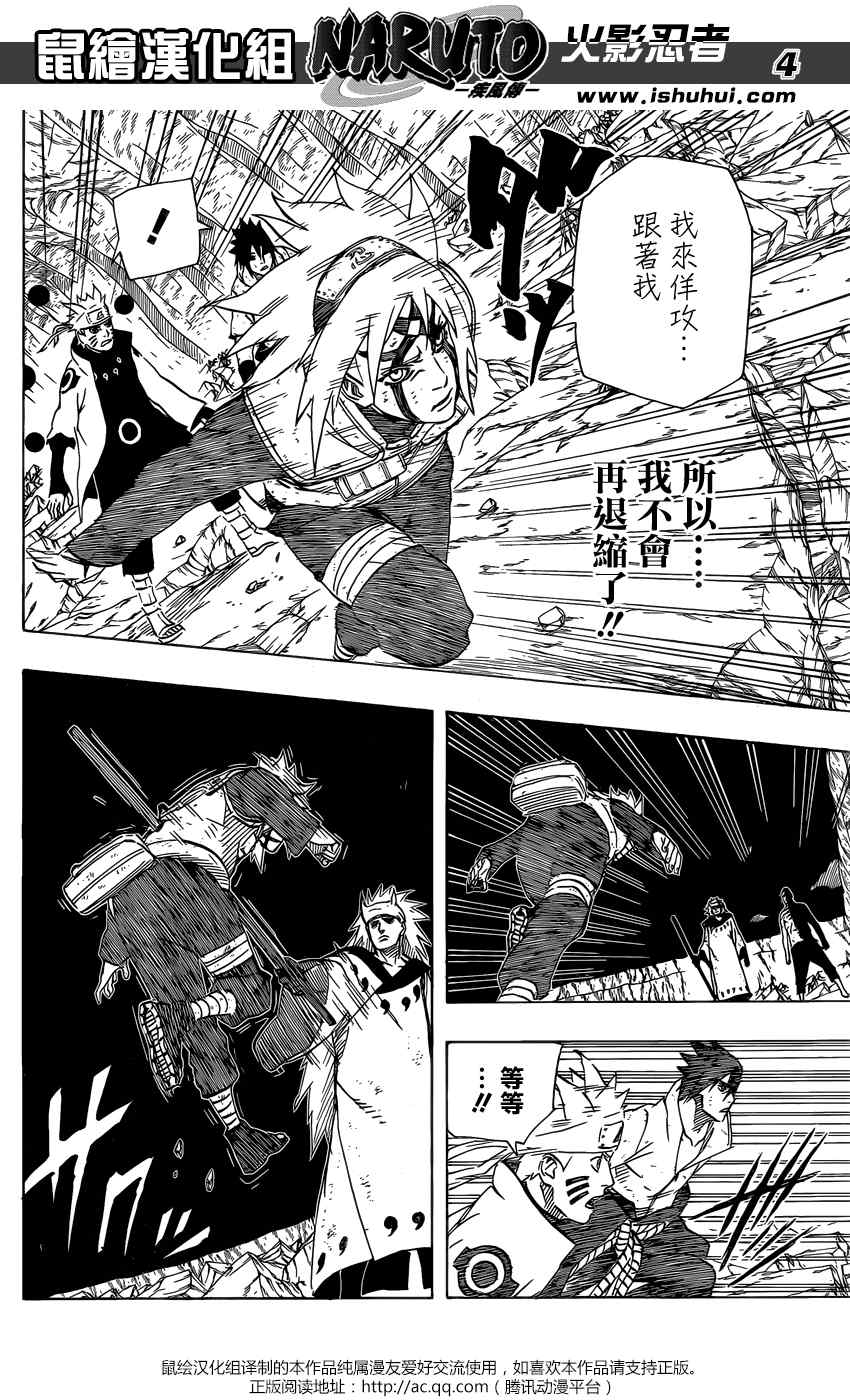 鼠繪漢化組
NARUTO
疾風傳
火影忍者
4
www.ishuhui.com
我來佯攻…
跟著我
!
ダッ
所以……
我不會
再退縮了!!
等等
…!!
ザッ
鼠绘汉化组译制的本作品纯属漫友爱好交流使用，如喜欢本作品请支持正版。
正版阅读地址：http://ac.qq.com（腾讯动漫平台）